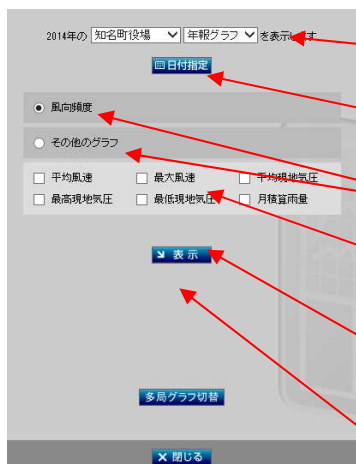 2014年の 知名町役場 年報グラフ を表示します
日付指定
風向頻度
その他のグラフ
平均風速 最大風速 平均現地気圧
最高現地気圧 最低現地気圧 月積算雨量
表示
多局グラフ切替
閉じる